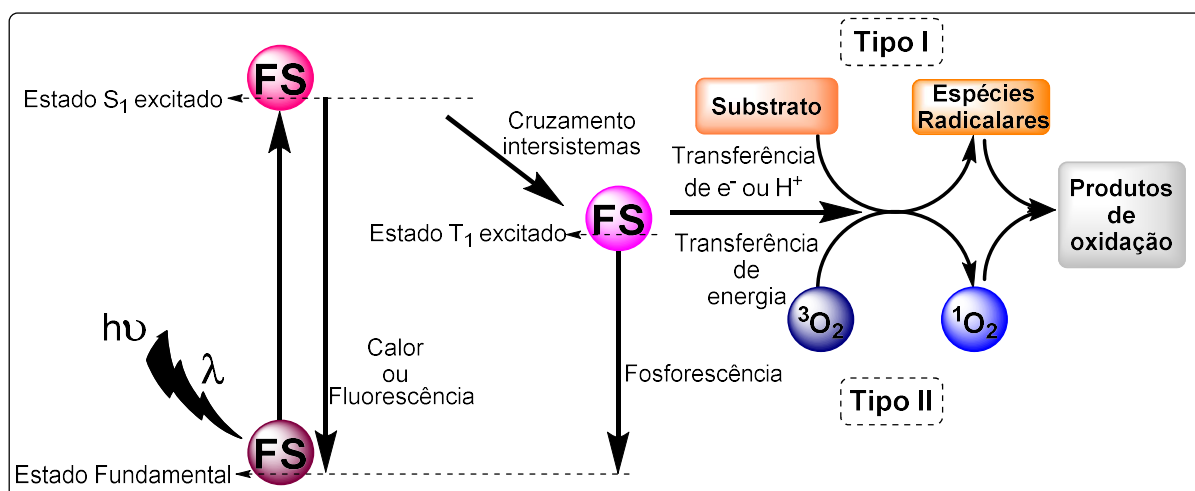 Tipo I
FS
Estado S₁ excitado
Substrato
Espécies
Radicalares
Cruzamento
intersistemas
Transferência
de e⁻ ou H⁺
FS
Estado T₁ excitado
Transferência
de
energia
Produtos
de
oxidação
³O₂
¹O₂
hυ
λ
Calor
ou
Fluorescência
Fosforescência
Tipo II
FS
Estado Fundamental